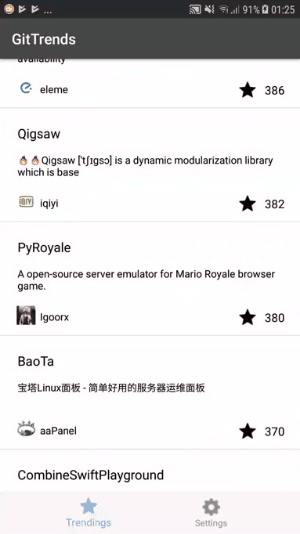 ... 91% 01:25
GitTrends
availability
eleme 386
Qigsaw
🔥🔥Qigsaw ['tʃɪɡsɔ] is a dynamic modularization library
which is base
iqiyi 382
PyRoyale
A open-source server emulator for Mario Royale browser
game.
Igoorx 380
BaoTa
宝塔Linux面板 - 简单好用的服务器运维面板
aaPanel 370
CombineSwiftPlayground
Trendings Settings